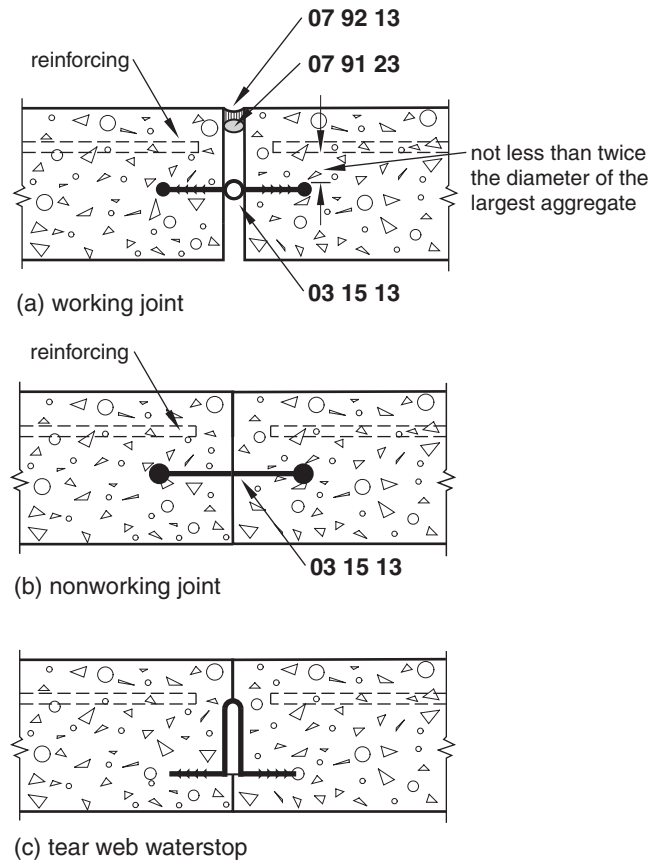 07 92 13
reinforcing
07 91 23
not less than twice
the diameter of the
largest aggregate
03 15 13
(a) working joint
reinforcing
03 15 13
(b) nonworking joint
(c) tear web waterstop